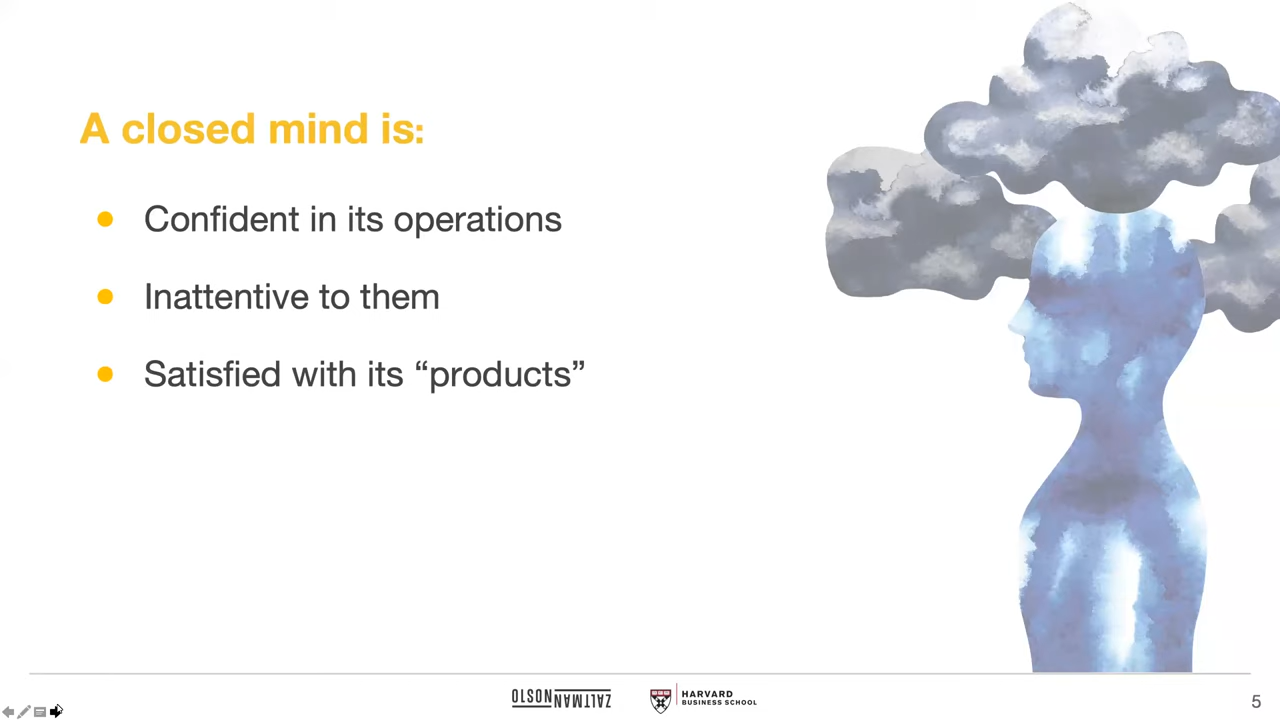 A closed mind is:
Confident in its operations
Inattentive to them
Satisfied with its “products”
OLSON ZALTMAN
HARVARD
BUSINESS SCHOOL
5